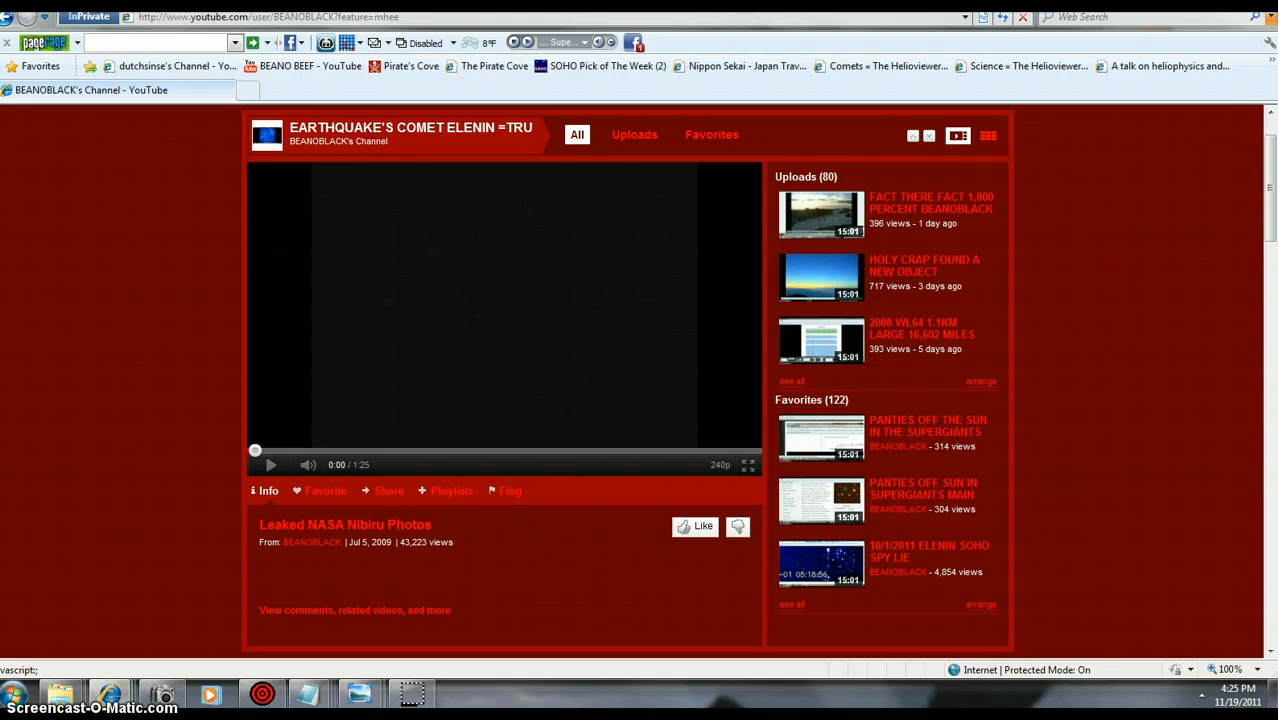 InPrivate
http://www.youtube.com/user/BEANOBLACK?feature=mhee
Web Search
Disabled
8°F
.... Supe...
Favorites
dutchsinse's Channel - Yo...
BEANO BEEF - YouTube
Pirate's Cove
The Pirate Cove
SOHO Pick of The Week (2)
Nippon Sekai - Japan Trav...
Comets « The Helioviewer...
Science « The Helioviewer...
A talk on heliophysics and...
BEANOBLACK's Channel - YouTube
EARTHQUAKE'S COMET ELENIN =TRU
BEANOBLACK's Channel
All
Uploads
Favorites
Uploads (80)
FACT THERE FACT 1,000
PERCENT BEANOBLACK
396 views - 1 day ago
15:01
HOLY CRAP FOUND A
NEW OBJECT
717 views - 3 days ago
15:01
2008 WL64 1.1KM
LARGE 16,602 MILES
393 views - 5 days ago
15:01
see all
arrange
Favorites (122)
PANTIES OFF THE SUN
IN THE SUPERGIANTS
BEANOBLACK - 314 views
15:01
PANTIES OFF SUN IN
SUPERGIANTS MAIN
BEANOBLACK - 304 views
15:01
10/1/2011 ELENIN SOHO
SPY LIE
BEANOBLACK - 4,854 views
-01 05:18:56
15:01
see all
arrange
0:00 / 1:25
240p
Info
Favorite
Share
Playlists
Flag
Leaked NASA Nibiru Photos
From: BEANOBLACK | Jul 5, 2009 | 43,223 views
Like
View comments, related videos, and more
vascript:;
Internet | Protected Mode: On
100%
4:25 PM
11/19/2011
Screencast-O-Matic.com